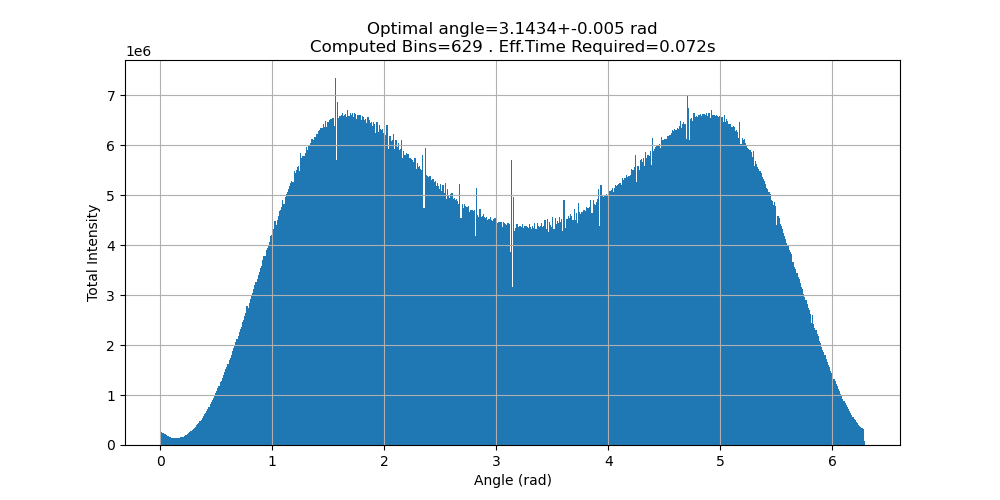 Optimal angle=3.1434+-0.005 rad
Computed Bins=629 . Eff.Time Required=0.072s
1e6
7
6
5
4
3
2
1
0
Total Intensity
0 1 2 3 4 5 6
Angle (rad)